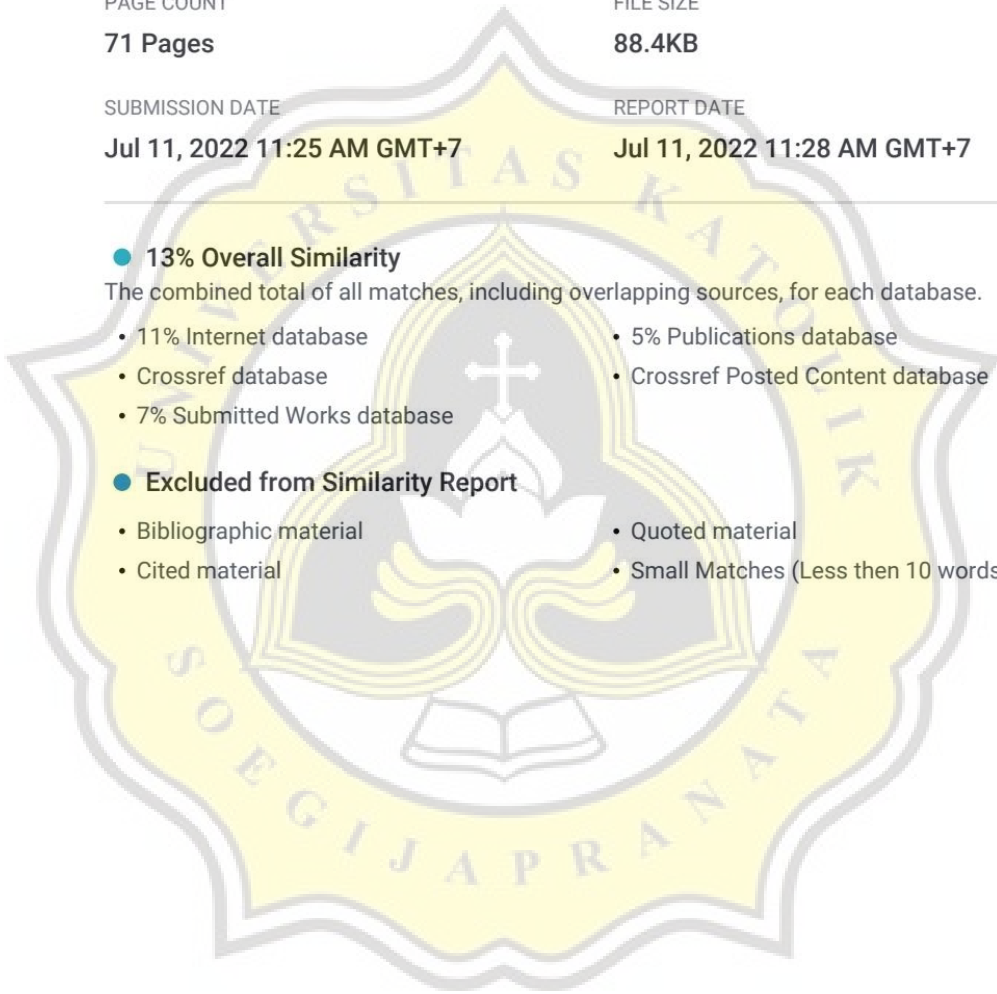 PAGE COUNT
FILE SIZE
71 Pages
88.4KB
SUBMISSION DATE
REPORT DATE
Jul 11, 2022 11:25 AM GMT+7
Jul 11, 2022 11:28 AM GMT+7
13% Overall Similarity
The combined total of all matches, including overlapping sources, for each database.
• 11% Internet database
• 5% Publications database
• Crossref database
• Crossref Posted Content database
• 7% Submitted Works database
Excluded from Similarity Report
• Bibliographic material
• Quoted material
• Cited material
• Small Matches (Less then 10 words
UNIVERSITAS KATOLIK
SOEGIJAPRANATA